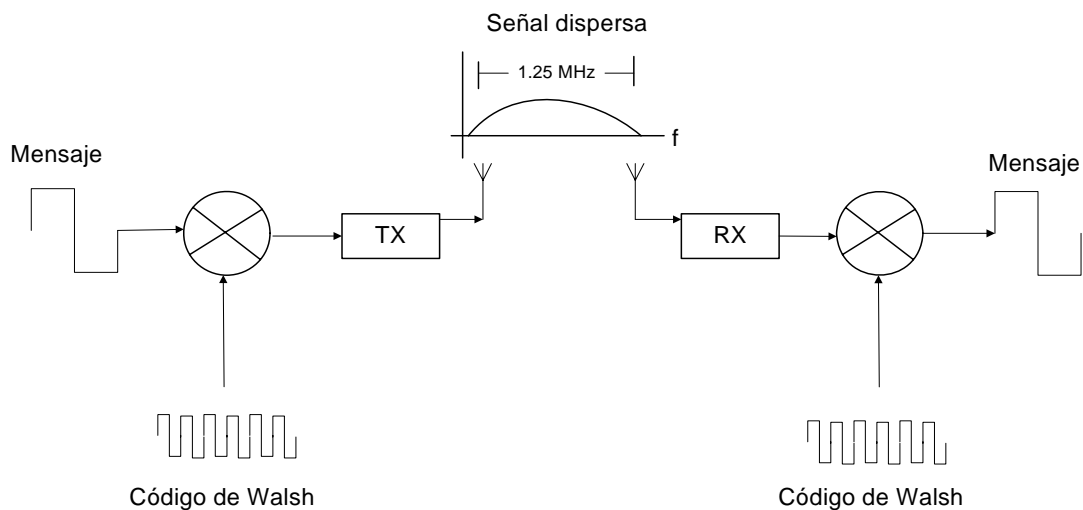 Señal dispersa
1.25 MHz
f
Mensaje
Mensaje
TX
RX
Código de Walsh
Código de Walsh